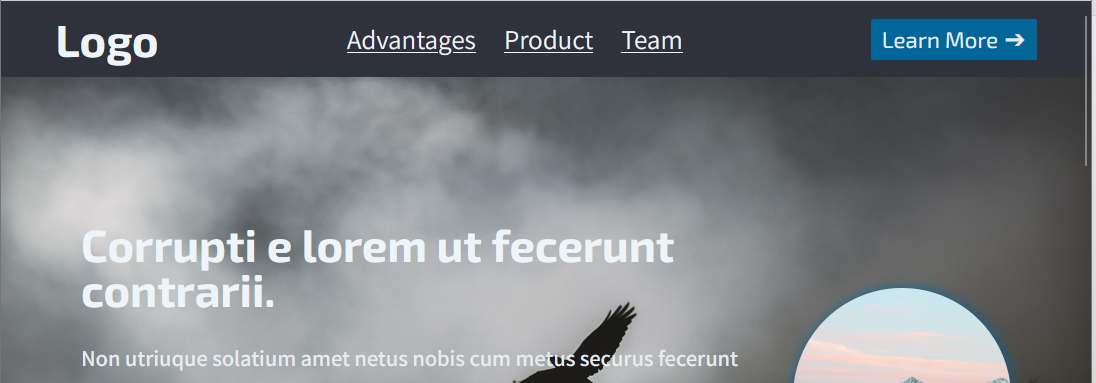 Logo
Advantages Product Team
Learn More ➔
Corrupti e lorem ut fecerunt
contrarii.
Non utriuque solatium amet netus nobis cum metus securus fecerunt